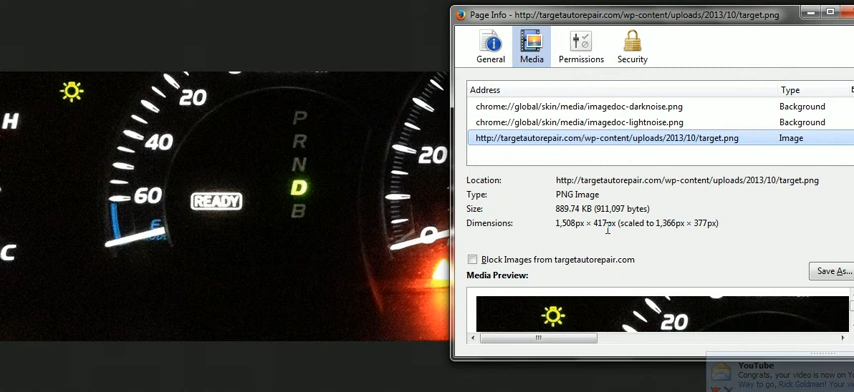 Page Info - http://targetautorepair.com/wp-content/uploads/2013/10/target.png
General
Media
Permissions
Security
Address
Type
chrome://global/skin/media/imagedoc-darknoise.png
Background
chrome://global/skin/media/imagedoc-lightnoise.png
Background
http://targetautorepair.com/wp-content/uploads/2013/10/target.png
Image
Location:
http://targetautorepair.com/wp-content/uploads/2013/10/target.png
Type:
PNG Image
Size:
889.74 KB (911,097 bytes)
Dimensions:
1,508px × 417px (scaled to 1,366px × 377px)
Block Images from targetautorepair.com
Save As...
Media Preview:
20
H
20
40
60
READY
P
R
N
D
B
20
0
C
YouTube
Congrats, your video is now on
Way to go, Rick Goldman!